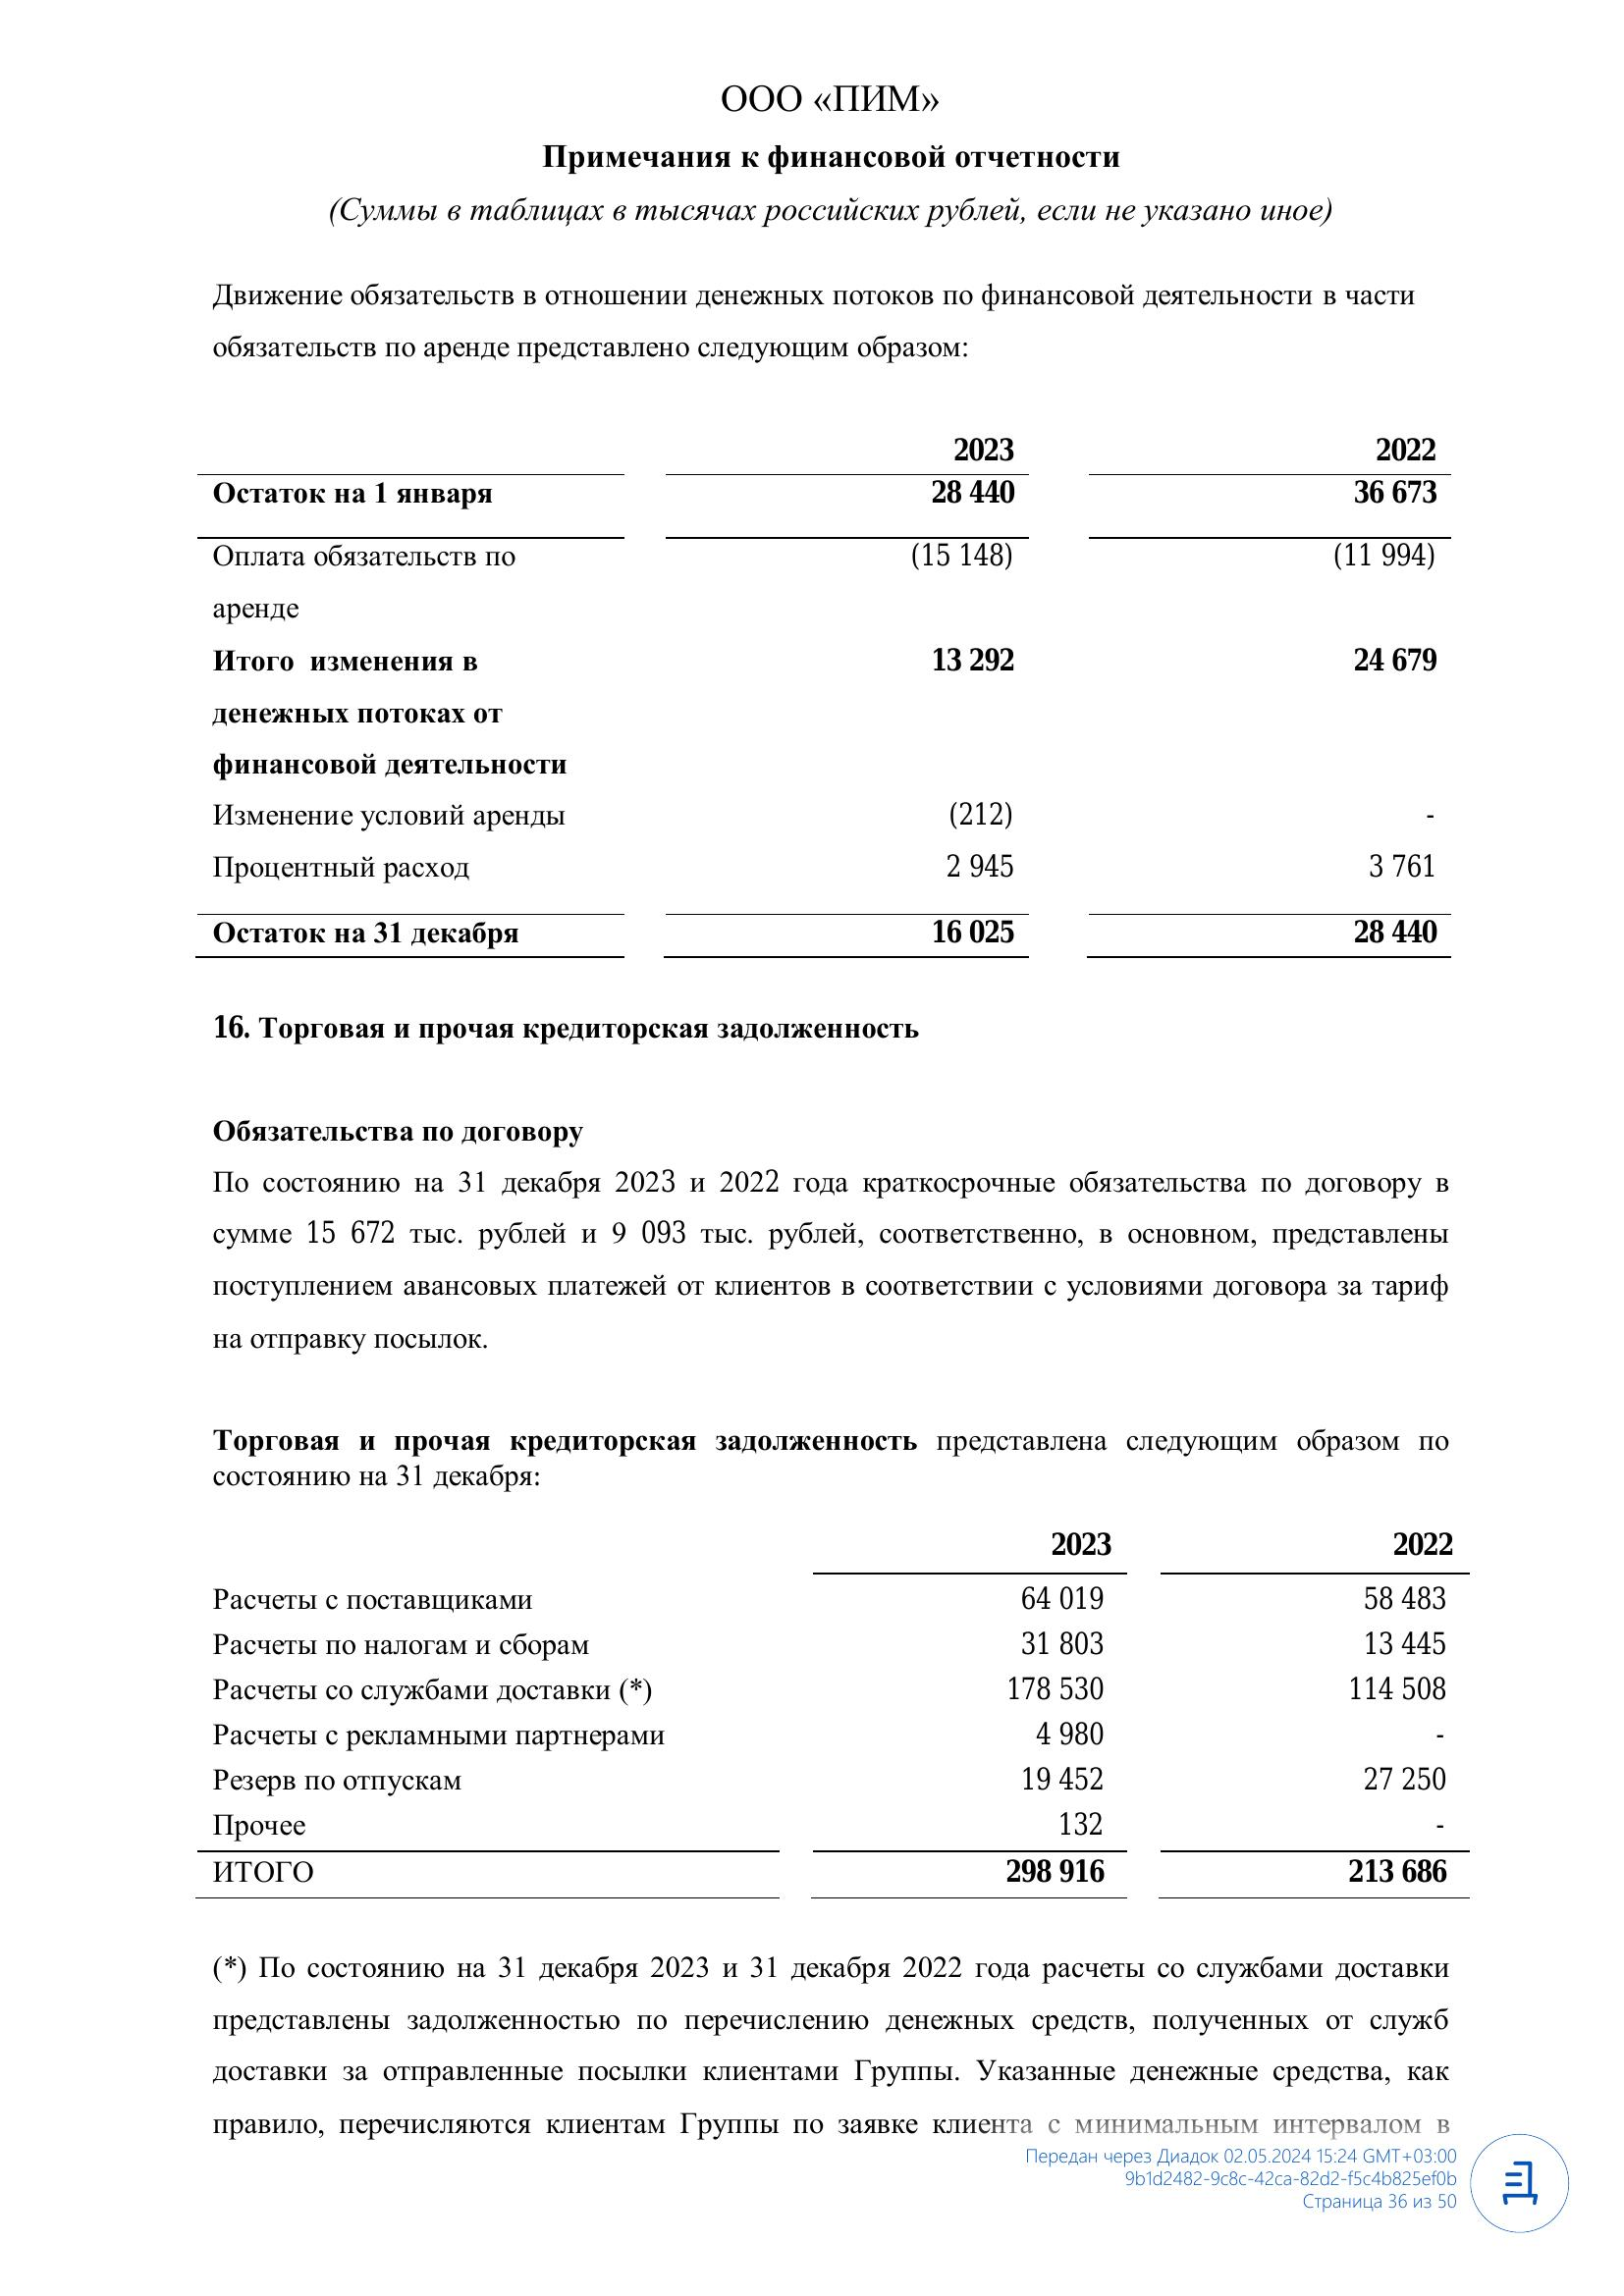 ООО «ПИМ»
Примечания к финансовой отчетности
(Суммы в таблицах в тысячах российских рублей, если не указано иное)
Движение обязательств в отношении денежных потоков по финансовой деятельности в части
обязательств по аренде представлено следующим образом:
2023 2022
Остаток на 1 января 28 440 36 673
Оплата обязательств по (15 148) (11 994)
аренде
Итого изменения в 13 292 24 679
денежных потоках от
финансовой деятельности
Изменение условий аренды (212) -
Процентный расход 2 945 3 761
Остаток на 31 декабря 16 025 28 440
16. Торговая и прочая кредиторская задолженность
Обязательства по договору
По состоянию на 31 декабря 2023 и 2022 года краткосрочные обязательства по договору в
сумме 15 672 тыс. рублей и 9 093 тыс. рублей, соответственно, в основном, представлены
поступлением авансовых платежей от клиентов в соответствии с условиями договора за тариф
на отправку посылок.
Торговая и прочая кредиторская задолженность представлена следующим образом по
состоянию на 31 декабря:
2023 2022
Расчеты с поставщиками 64 019 58 483
Расчеты по налогам и сборам 31 803 13 445
Расчеты со службами доставки (*) 178 530 114 508
Расчеты с рекламными партнерами 4 980 -
Резерв по отпускам 19 452 27 250
Прочее 132 -
ИТОГО 298 916 213 686
(*) По состоянию на 31 декабря 2023 и 31 декабря 2022 года расчеты со службами доставки
представлены задолженностью по перечислению денежных средств, полученных от служб
доставки за отправленные посылки клиентами Группы. Указанные денежные средства, как
правило, перечисляются клиентам Группы по заявке клиента с минимальным интервалом в
Передан через Диадок 02.05.2024 15:24 GMT+03:00
9b1d2482-9c8c-42ca-82d2-f5c4b825ef0b
Страница 36 из 50